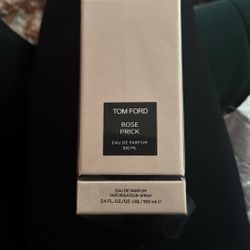 TOM FORD
ROSE
PRICK
EAU DE PARFUM
100 ML
EAU DE PARFUM
VAPORISATEUR SPRAY
3.4 FL. OZ./OZ. LIQ./100 ml ℮